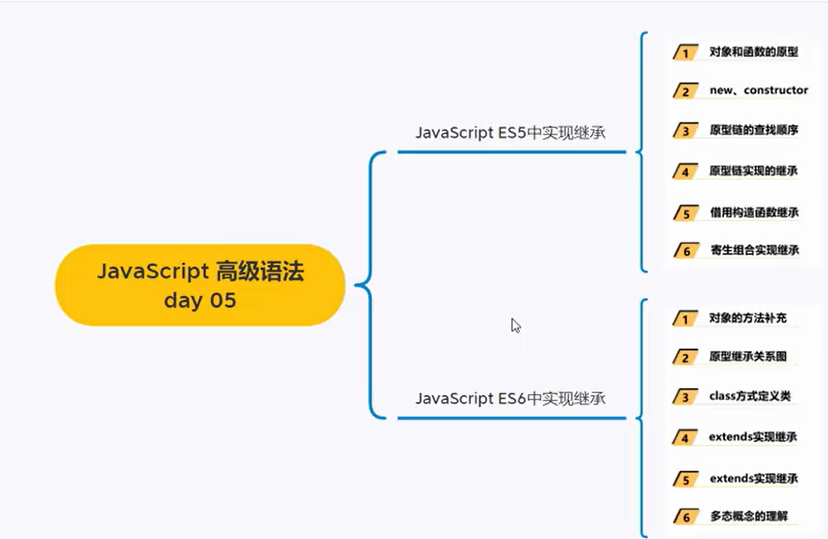 JavaScript 高级语法
day 05
JavaScript ES5中实现继承
1 对象和函数的原型
2 new、constructor
3 原型链的查找顺序
4 原型链实现的继承
5 借用构造函数继承
6 寄生组合实现继承
JavaScript ES6中实现继承
1 对象的方法补充
2 原型继承关系图
3 class方式定义类
4 extends实现继承
5 extends实现继承
6 多态概念的理解